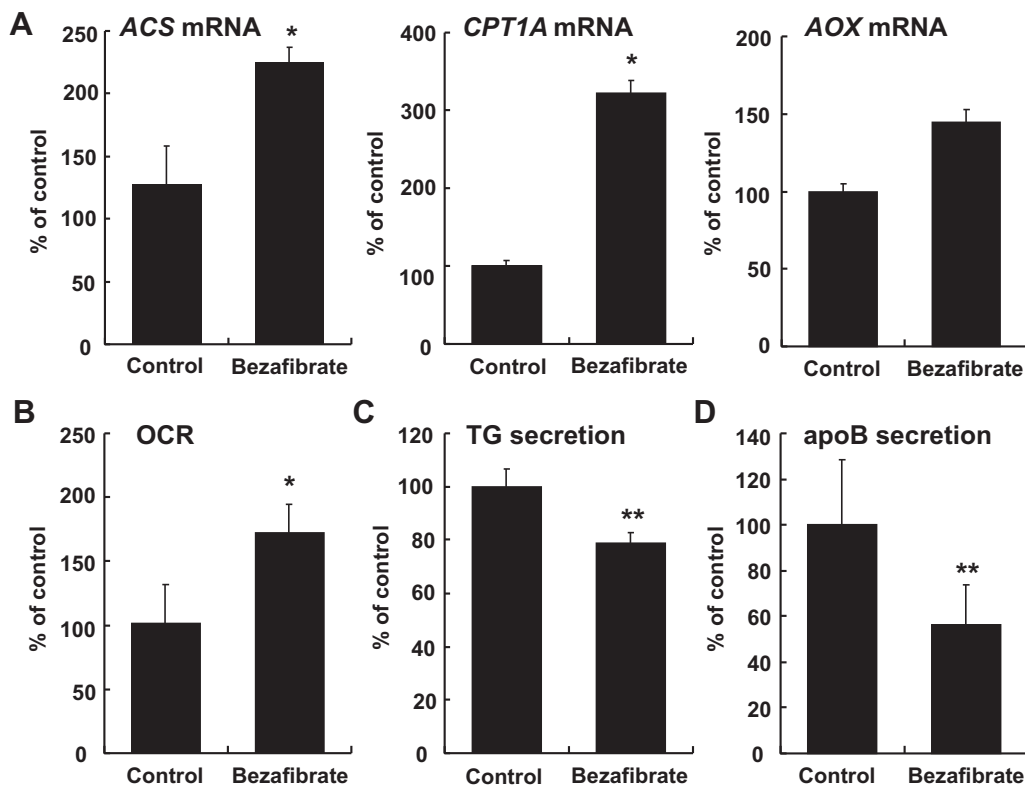 A
ACS mRNA
*
250
200
150
100
50
0
% of control
Control
Bezafibrate
CPT1A mRNA
*
400
300
200
100
0
% of control
Control
Bezafibrate
AOX mRNA
200
150
100
50
0
% of control
Control
Bezafibrate
B
OCR
*
250
200
150
100
50
0
% of control
Control
Bezafibrate
C
TG secretion
**
120
100
80
60
40
20
0
% of control
Control
Bezafibrate
D
apoB secretion
**
140
120
100
80
60
40
20
0
% of control
Control
Bezafibrate